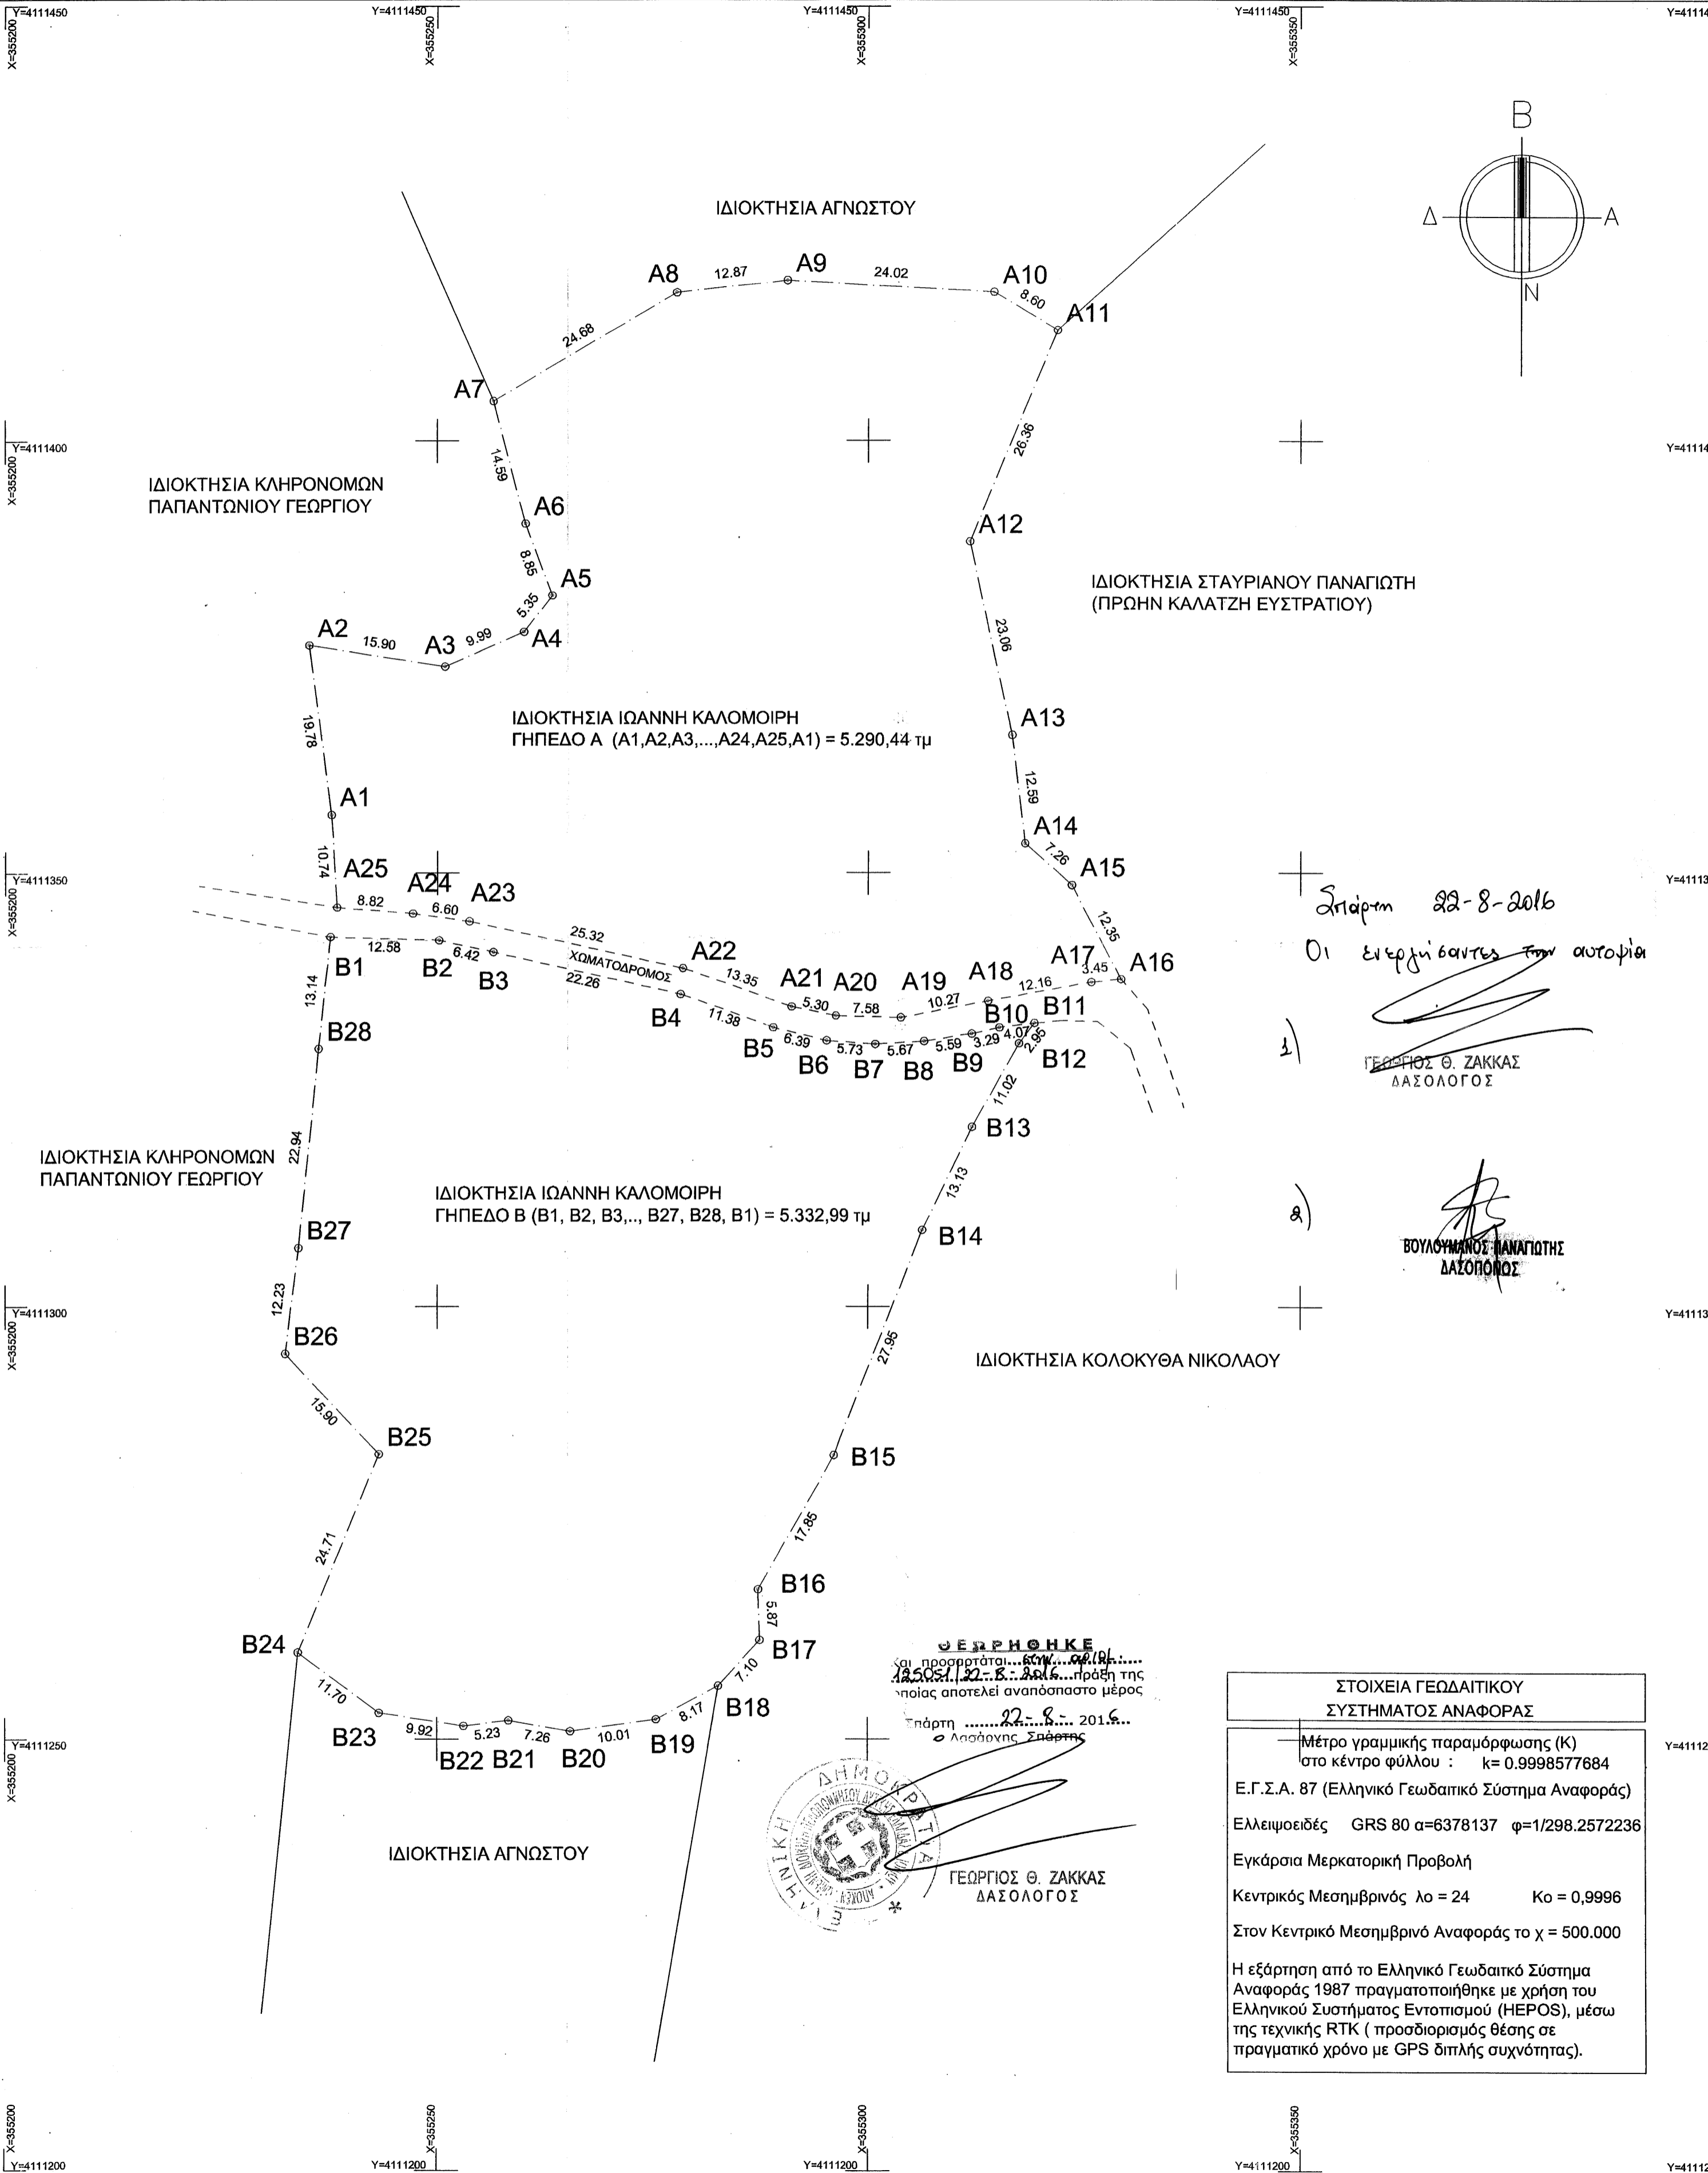 Y=4111450
Y=4111450
Y=4111450
Y=4111450
X=355200
X=355250
X=355300
X=355350
B
Δ
A
N
ΙΔΙΟΚΤΗΣΙΑ ΑΓΝΩΣΤΟΥ
A8
12.87
A9
24.02
A10
8.60
A11
24.68
A7
26.36
Y=4111400
X=355200
14.59
ΙΔΙΟΚΤΗΣΙΑ ΚΛΗΡΟΝΟΜΩΝ
ΠΑΠΑΝΤΩΝΙΟΥ ΓΕΩΡΓΙΟΥ
A6
A12
8.85
A5
5.35
ΙΔΙΟΚΤΗΣΙΑ ΣΤΑΥΡΙΑΝΟΥ ΠΑΝΑΓΙΩΤΗ
(ΠΡΩΗΝ ΚΑΛΑΤΖΗ ΕΥΣΤΡΑΤΙΟΥ)
A2
15.90
A3
9.99
A4
23.06
19.78
ΙΔΙΟΚΤΗΣΙΑ ΙΩΑΝΝΗ ΚΑΛΟΜΟΙΡΗ
ΓΗΠΕΔΟ Α (Α1,Α2,Α3,...,Α24,Α25,Α1) = 5.290,44 τμ
A13
12.59
A1
A14
7.26
10.74
A25
A24
A23
A15
Y=4111350
X=355200
8.82
6.60
25.32
12.35
Σπάρτη 22-8-2016
Οι ενεργήσαντες την αυτοψία
A22
13.35
A21
A20
A19
A18
A17
A16
5.30
7.58
10.27
12.16
3.45
ΧΩΜΑΤΟΔΡΟΜΟΣ
B1
12.58
B2
6.42
B3
22.26
B4
11.38
B5
6.39
B6
5.73
B7
5.67
B8
5.59
B9
3.29
B10
4.07
B11
2.95
B12
13.14
B28
11.02
1)
ΓΕΩΡΓΙΟΣ Θ. ΖΑΚΚΑΣ
ΔΑΣΟΛΟΓΟΣ
B13
22.94
ΙΔΙΟΚΤΗΣΙΑ ΚΛΗΡΟΝΟΜΩΝ
ΠΑΠΑΝΤΩΝΙΟΥ ΓΕΩΡΓΙΟΥ
13.13
ΙΔΙΟΚΤΗΣΙΑ ΙΩΑΝΝΗ ΚΑΛΟΜΟΙΡΗ
ΓΗΠΕΔΟ Β (Β1, Β2, Β3,.., Β27, Β28, Β1) = 5.332,99 τμ
2)
ΒΟΥΛΟΥΜΑΝΟΣ ΠΑΝΑΓΙΩΤΗΣ
ΔΑΣΟΠΟΝΟΣ
B27
B14
12.23
Y=4111300
X=355200
B26
27.95
ΙΔΙΟΚΤΗΣΙΑ ΚΟΛΟΚΥΘΑ ΝΙΚΟΛΑΟΥ
15.90
B25
B15
24.71
17.85
B16
5.87
B24
B17
7.10
11.70
B18
8.17
B23
9.92
B22
5.23
B21
7.26
B20
10.01
B19
X=355200
ΘΕΩΡΗΘΗΚΕ
και προσαρτάται στην αρίθ.
125051/22-8-2016 πράξη της
οποίας αποτελεί αναπόσπαστο μέρος
Σπάρτη 22-8- 2016
ο Δασάρχης Σπάρτης
ΕΛΛΗΝΙΚΗ ΔΗΜΟΚΡΑΤΙΑ
ΓΕΩΡΓΙΟΣ Θ. ΖΑΚΚΑΣ
ΔΑΣΟΛΟΓΟΣ
ΙΔΙΟΚΤΗΣΙΑ ΑΓΝΩΣΤΟΥ
ΣΤΟΙΧΕΙΑ ΓΕΩΔΑΙΤΙΚΟΥ
ΣΥΣΤΗΜΑΤΟΣ ΑΝΑΦΟΡΑΣ
Μέτρο γραμμικής παραμόρφωσης (Κ)
στο κέντρο φύλλου : k= 0.9998577684
Ε.Γ.Σ.Α. 87 (Ελληνικό Γεωδαιτικό Σύστημα Αναφοράς)
Ελλειψοειδές GRS 80 α=6378137 φ=1/298.2572236
Εγκάρσια Μερκατορική Προβολή
Κεντρικός Μεσημβρινός λο = 24 Κο = 0,9996
Στον Κεντρικό Μεσημβρινό Αναφοράς το χ = 500.000
Η εξάρτηση από το Ελληνικό Γεωδαιτκό Σύστημα
Αναφοράς 1987 πραγματοποιήθηκε με χρήση του
Ελληνικού Συστήματος Εντοπισμού (HEPOS), μέσω
της τεχνικής RTK ( προσδιορισμός θέσης σε
πραγματικό χρόνο με GPS διπλής συχνότητας).
X=355200
X=355250
X=355300
X=355350
Y=4111200
Y=4111200
Y=4111200
Y=4111200